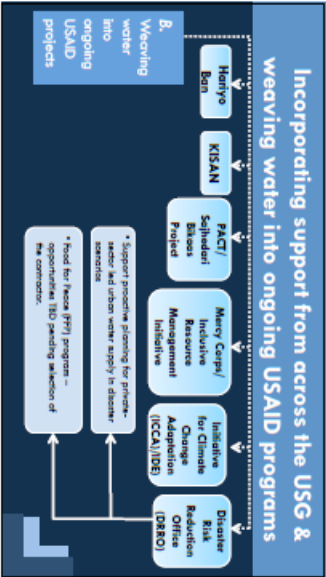 Incorporating support from across the USG &
weaving water into ongoing USAID programs
B.
Weaving
water
into
ongoing
USAID
projects
Hariyo
Ban
KISAN
PACT/
Sajhedari
Bikaas
Project
Mercy Corps/
Inclusive
Resource
Management
Initiative
Initiative
for Climate
Change
Adaptation
(ICCA)/IDE)
Disaster
Risk
Reduction
Office
(DRRO)
• Support proactive planning for private-
sector led urban water supply in disaster
scenarios
• Food for Peace (FFP) program –
opportunities TBD pending selection of
the contractor.